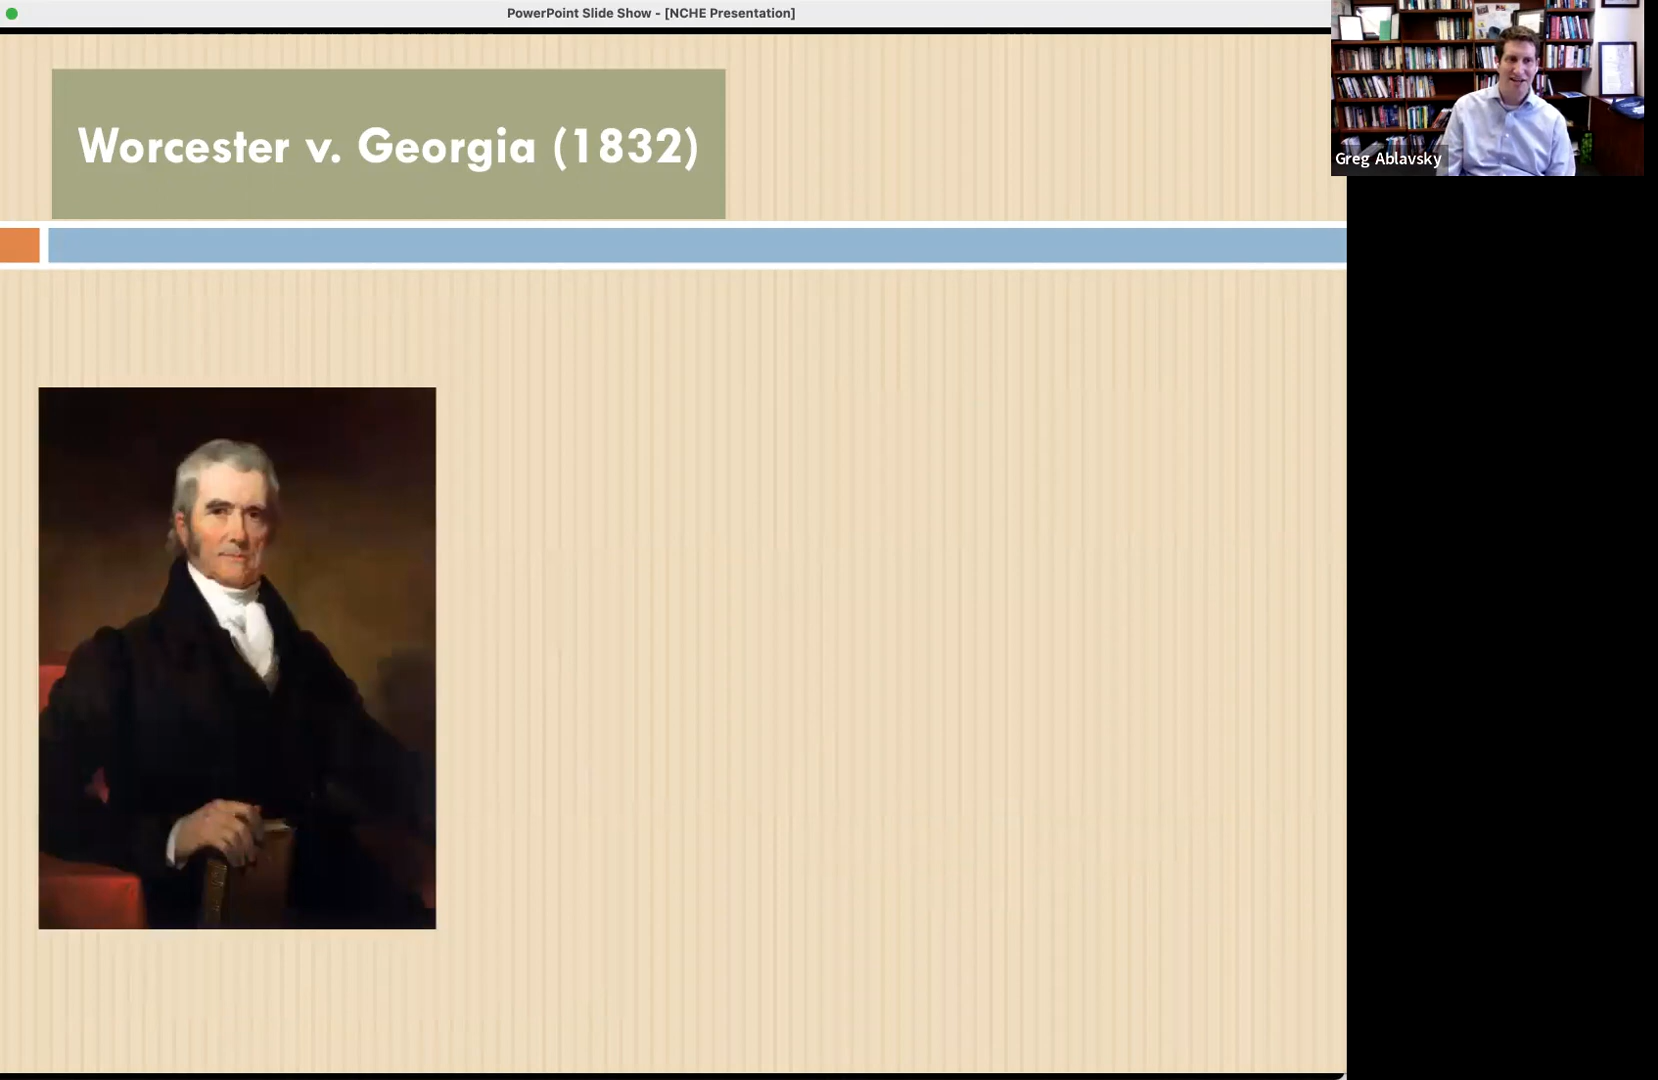 PowerPoint Slide Show - [NCHE Presentation]
Worcester v. Georgia (1832)
Greg Ablavsky